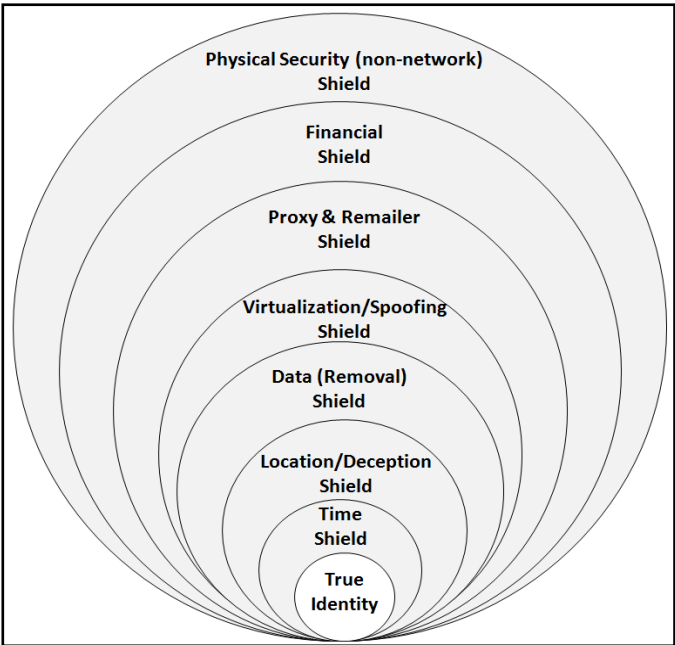 Physical Security (non-network)
Shield
Financial
Shield
Proxy & Remailer
Shield
Virtualization/Spoofing
Shield
Data (Removal)
Shield
Location/Deception
Shield
Time
Shield
True
Identity